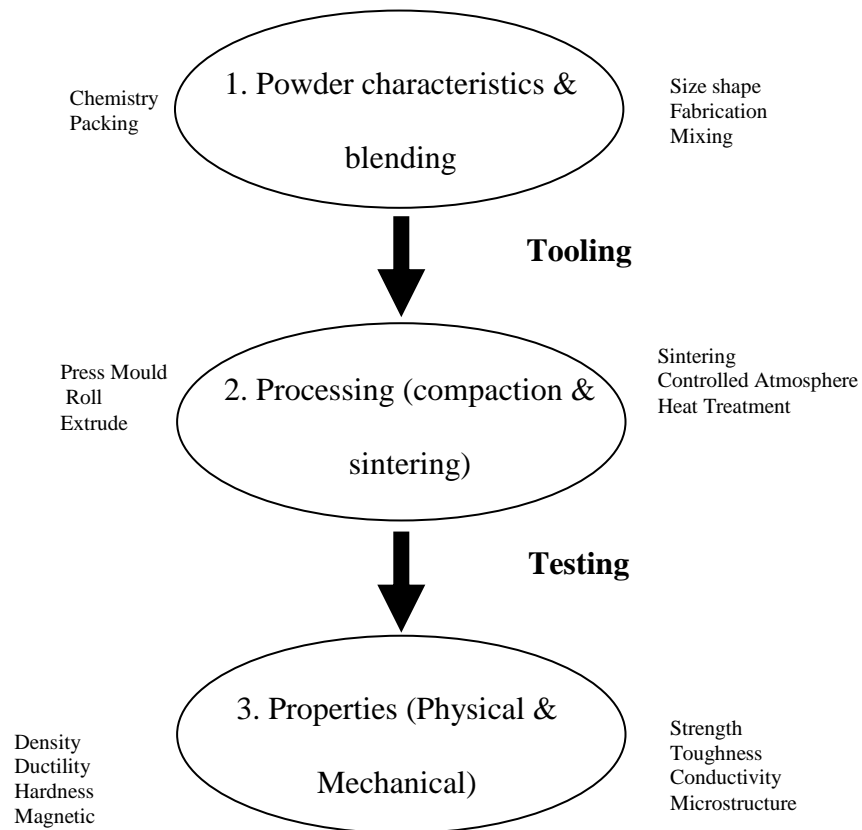 1. Powder characteristics &
blending
Chemistry
Packing
Size shape
Fabrication
Mixing
Tooling
2. Processing (compaction &
sintering)
Press Mould
Roll
Extrude
Sintering
Controlled Atmosphere
Heat Treatment
Testing
3. Properties (Physical &
Mechanical)
Density
Ductility
Hardness
Magnetic
Strength
Toughness
Conductivity
Microstructure